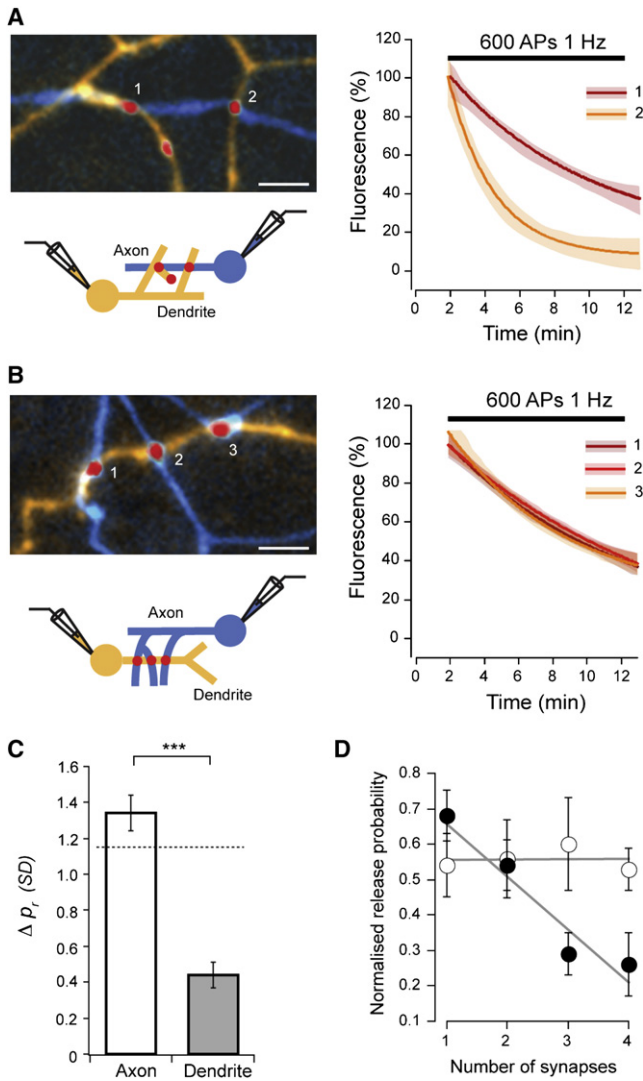 A
1
2
Axon
Dendrite
600 APs 1 Hz
1
2
Fluorescence (%)
120
100
80
60
40
20
0
0 2 4 6 8 10 12
Time (min)
B
1
2
3
Axon
Dendrite
600 APs 1 Hz
1
2
3
Fluorescence (%)
120
100
80
60
40
20
0
0 2 4 6 8 10 12
Time (min)
C
***
Δ pr (SD)
1.6
1.4
1.2
1.0
0.8
0.6
0.4
0.2
0
Axon Dendrite
D
Normalised release probability
0.8
0.7
0.6
0.5
0.4
0.3
0.2
0.1
1 2 3 4
Number of synapses